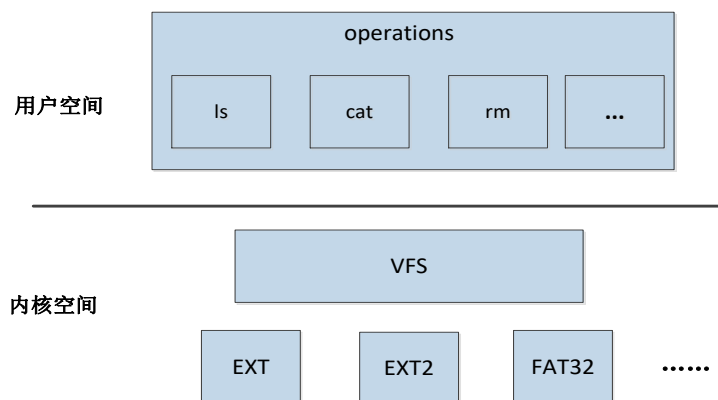 operations
用户空间
ls
cat
rm
...
VFS
内核空间
EXT
EXT2
FAT32
……